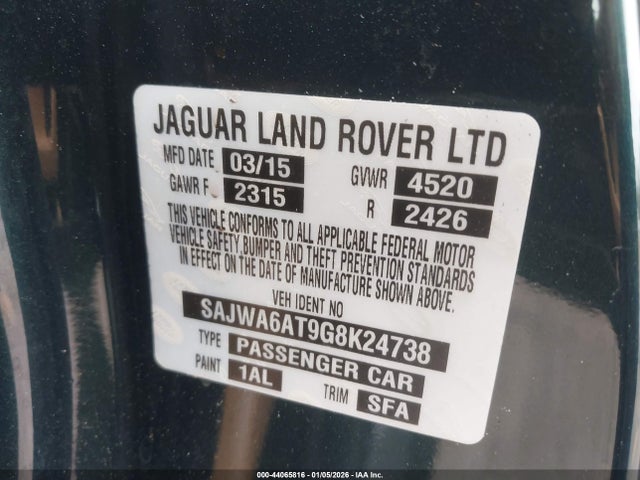 JAGUAR LAND ROVER LTD
MFD DATE 03/15 GVWR 4520
GAWR F 2315 R 2426
THIS VEHICLE CONFORMS TO ALL APPLICABLE FEDERAL MOTOR
VEHICLE SAFETY,BUMPER AND THEFT PREVENTION STANDARDS
IN EFFECT ON THE DATE OF MANUFACTURE SHOWN ABOVE.
VEH IDENT NO
SAJWA6AT9G8K24738
TYPE PASSENGER CAR
PAINT 1AL TRIM SFA
000-44065816 - 01/05/2026 - IAA Inc.